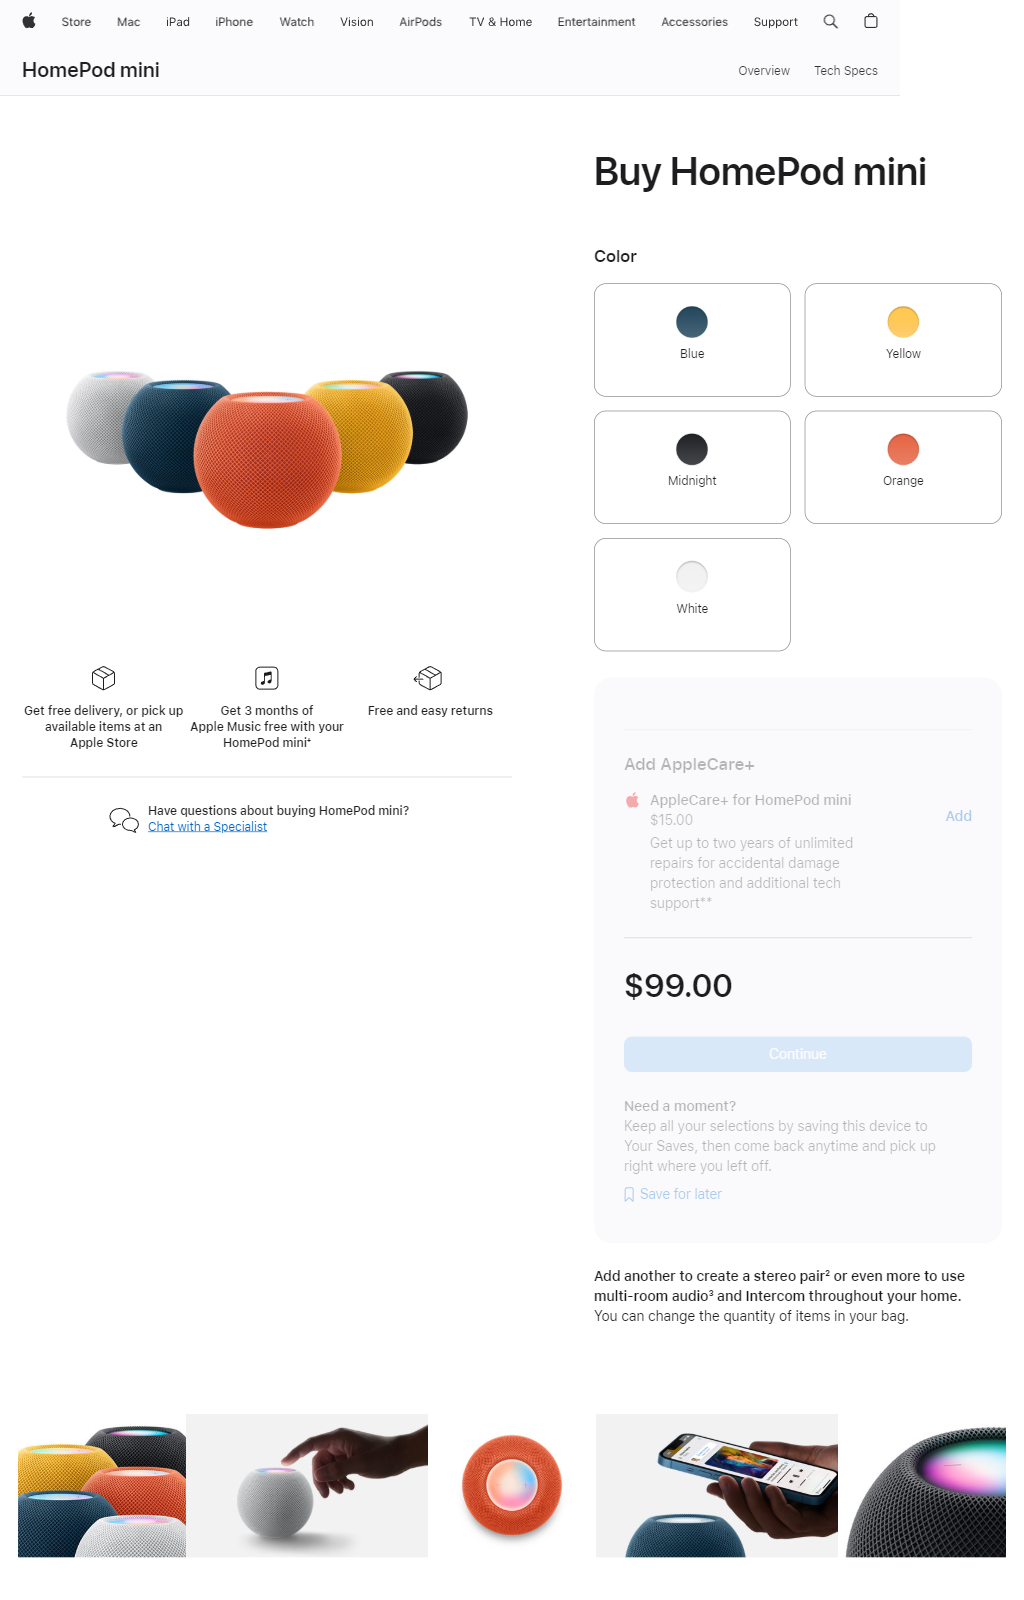 Store Mac iPad iPhone Watch Vision AirPods TV & Home Entertainment Accessories Support
HomePod mini
Overview Tech Specs
Buy HomePod mini
Color
Blue
Yellow
Midnight
Orange
White
Get free delivery, or pick up
available items at an
Apple Store
Get 3 months of
Apple Music free with your
HomePod mini⁺
Free and easy returns
Have questions about buying HomePod mini?
Chat with a Specialist
Add AppleCare+
AppleCare+ for HomePod mini
$15.00
Add
Get up to two years of unlimited
repairs for accidental damage
protection and additional tech
support**
$99.00
Continue
Need a moment?
Keep all your selections by saving this device to
Your Saves, then come back anytime and pick up
right where you left off.
Save for later
Add another to create a stereo pair² or even more to use
multi-room audio³ and Intercom throughout your home.
You can change the quantity of items in your bag.